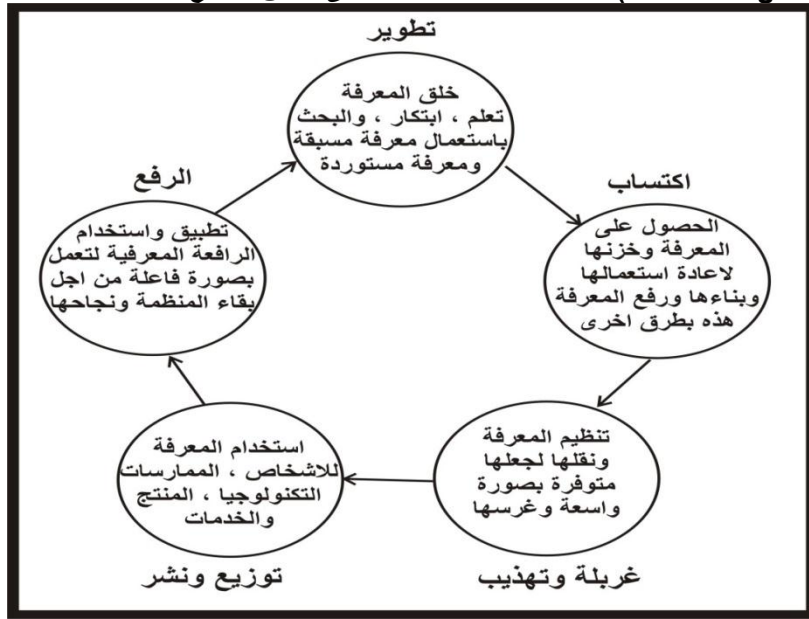 تطوير
خلق المعرفة
تعلم ، ابتكار ، والبحث
باستعمال معرفة مسبقة
ومعرفة مستوردة
اكتساب
الحصول على
المعرفة وخزنها
لاعادة استعمالها
وبناءها ورفع المعرفة
هذه بطرق اخرى
تنظيم المعرفة
ونقلها لجعلها
متوفرة بصورة
واسعة وغرسها
غربلة وتهذيب
استخدام المعرفة
للاشخاص ، الممارسات
التكنولوجيا ، المنتج
والخدمات
توزيع ونشر
الرفع
تطبيق واستخدام
الرافعة المعرفية لتعمل
بصورة فاعلة من اجل
بقاء المنظمة ونجاحها